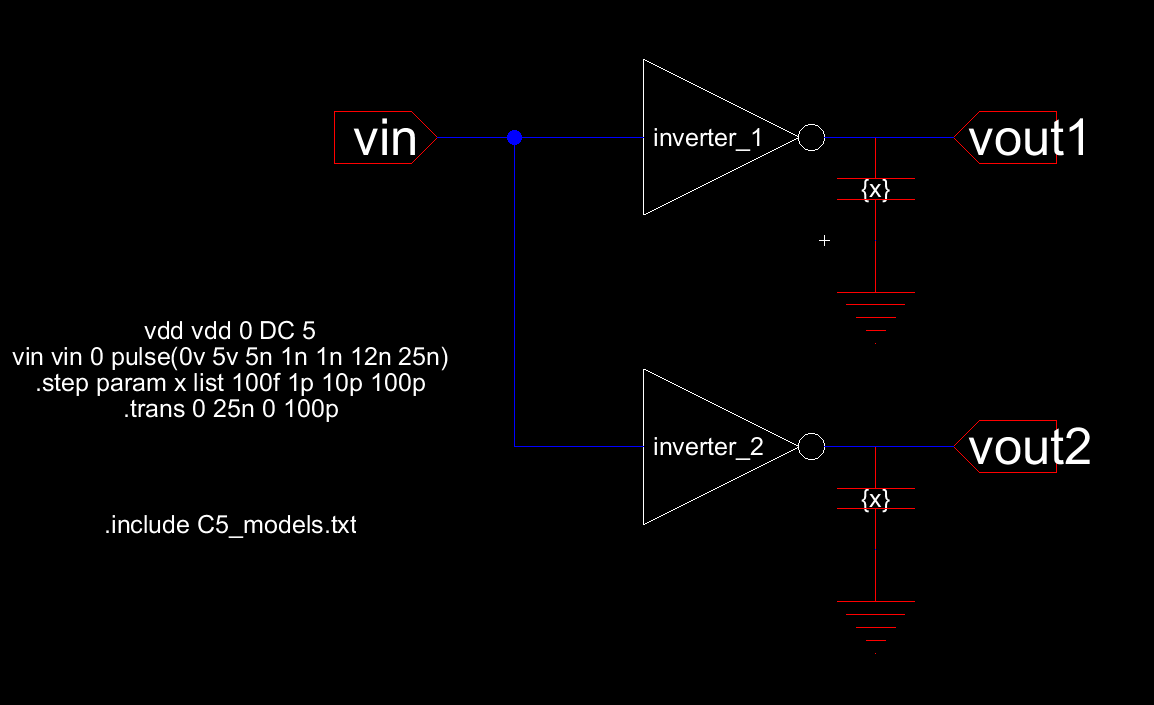 vin
inverter_1
vout1
{x}
vdd vdd 0 DC 5
vin vin 0 pulse(0v 5v 5n 1n 1n 12n 25n)
.step param x list 100f 1p 10p 100p
.trans 0 25n 0 100p
inverter_2
vout2
{x}
.include C5_models.txt